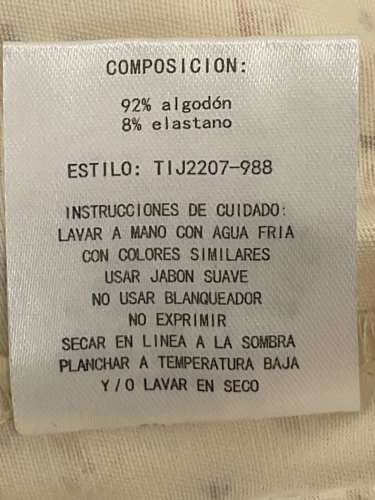 COMPOSICION:
92% algodón
8% elastano
ESTILO: TIJ2207-988
INSTRUCCIONES DE CUIDADO:
LAVAR A MANO CON AGUA FRIA
CON COLORES SIMILARES
USAR JABON SUAVE
NO USAR BLANQUEADOR
NO EXPRIMIR
SECAR EN LINEA A LA SOMBRA
PLANCHAR A TEMPERATURA BAJA
Y/O LAVAR EN SECO